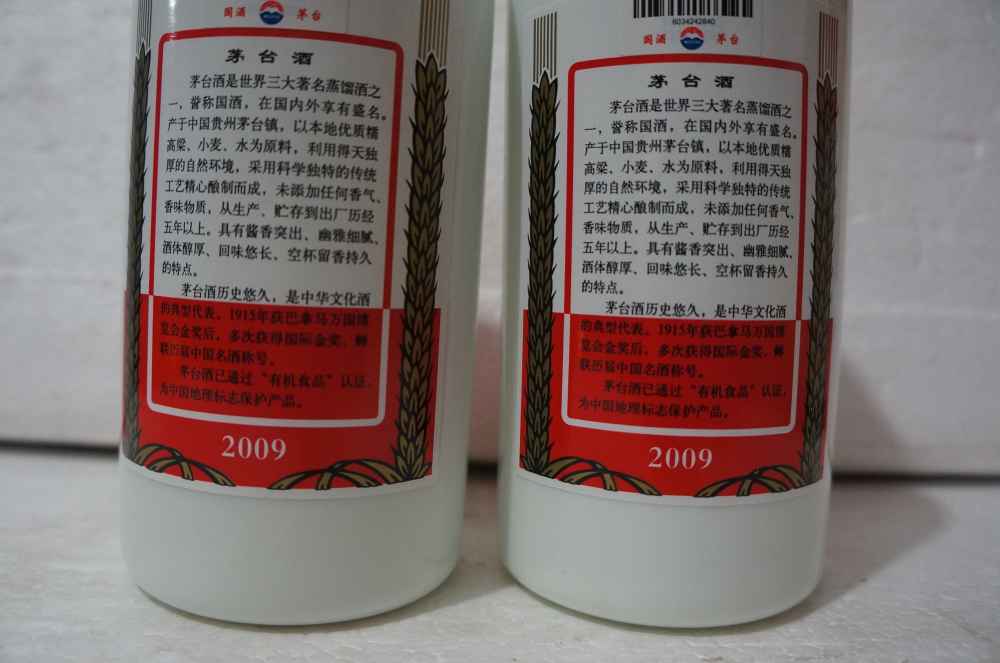 国酒 茅台
茅台酒
茅台酒是世界三大著名蒸馏酒之
一，誉称国酒，在国内外享有盛名。
产于中国贵州茅台镇，以本地优质糯
高粱、小麦、水为原料，利用得天独
厚的自然环境，采用科学独特的传统
工艺精心酿制而成，未添加任何香气、
香味物质，从生产、贮存到出厂历经
五年以上。具有酱香突出、幽雅细腻、
酒体醇厚、回味悠长、空杯留香持久
的特点。
茅台酒历史悠久，是中华文化酒
的典型代表。1915年获巴拿马万国博
览会金奖后，多次获得国际金奖，蝉
联历届中国名酒称号。
茅台酒已通过“有机食品”认证，
为中国地理标志保护产品。
2009
6034242840
国酒 茅台
茅台酒
茅台酒是世界三大著名蒸馏酒之
一，誉称国酒，在国内外享有盛名。
产于中国贵州茅台镇，以本地优质糯
高粱、小麦、水为原料，利用得天独
厚的自然环境，采用科学独特的传统
工艺精心酿制而成，未添加任何香气、
香味物质，从生产、贮存到出厂历经
五年以上。具有酱香突出、幽雅细腻、
酒体醇厚、回味悠长、空杯留香持久
的特点。
茅台酒历史悠久，是中华文化酒
的典型代表。1915年获巴拿马万国博
览会金奖后，多次获得国际金奖，蝉
联历届中国名酒称号。
茅台酒已通过“有机食品”认证，
为中国地理标志保护产品。
2009